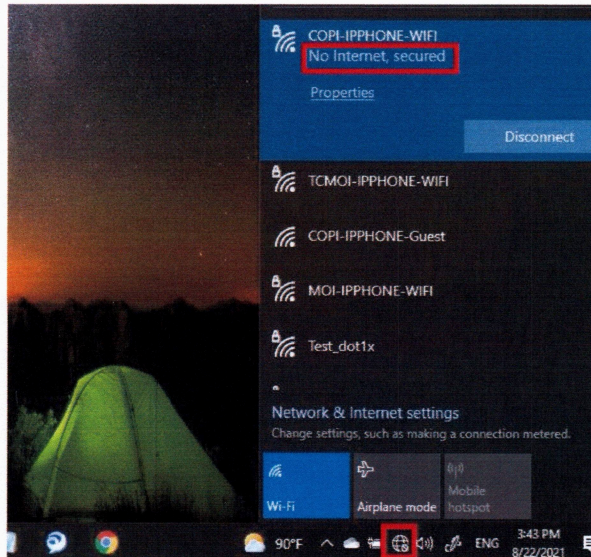 COPI-IPPHONE-WIFI
No Internet, secured
Properties
Disconnect
TCMOI-IPPHONE-WIFI
COPI-IPPHONE-Guest
MOI-IPPHONE-WIFI
Test_dot1x
Network & Internet settings
Change settings, such as making a connection metered.
Wi-Fi
Airplane mode
Mobile
hotspot
90°F
ENG
3:43 PM
8/22/2021